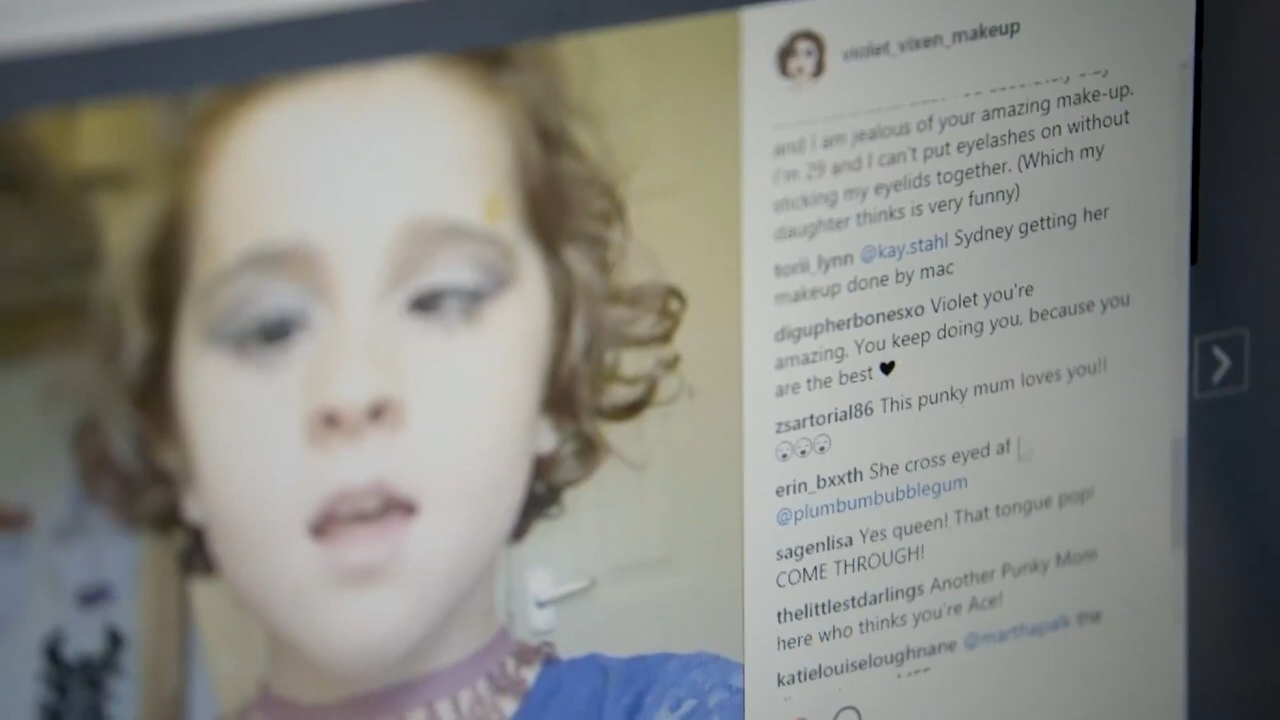 violet_vixen_makeup
and I am jealous of your amazing make-up.
I'm 29 and I can't put eyelashes on without
sticking my eyelids together. (Which my
daughter thinks is very funny)
torii_lynn @kay.stahl Sydney getting her
makeup done by mac
digupherbonesxo Violet you're
amazing. You keep doing you, because you
are the best 🖤
zsartorial86 This punky mum loves you!!
erin_bxxth She cross eyed af
@plumbumbubblegum
sagenlisa Yes queen! That tongue pop!
COME THROUGH!
thelittlestdarlings Another Punky Mom
here who thinks you're Ace!
katielouiseloughnane @marthapalk the